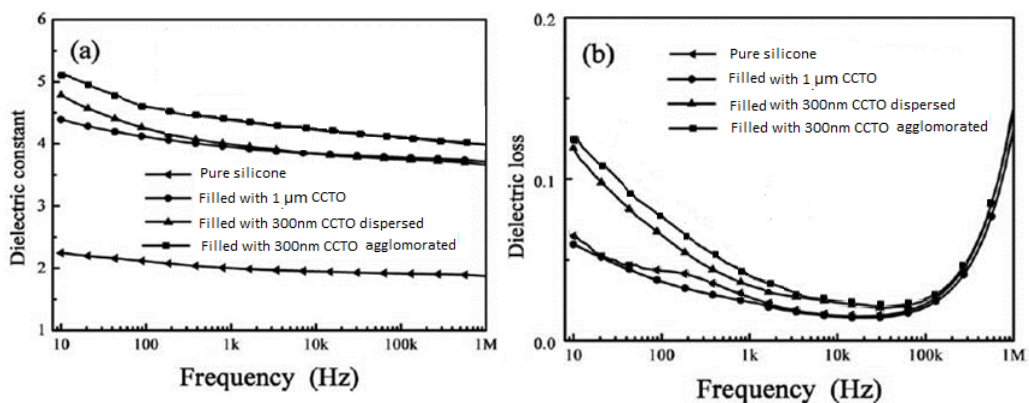 (a)
Dielectric constant
6
5
4
3
2
1
Pure silicone
Filled with 1 μm CCTO
Filled with 300nm CCTO dispersed
Filled with 300nm CCTO agglomorated
10
100
1k
10k
100k
1M
Frequency (Hz)
(b)
Dielectric loss
0.2
0.1
0.0
Pure silicone
Filled with 1 μm CCTO
Filled with 300nm CCTO dispersed
Filled with 300nm CCTO agglomorated
10
100
1k
10k
100k
1M
Frequency (Hz)